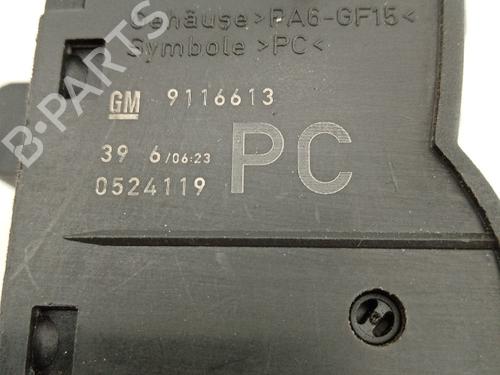 Gehäuse >PA6-GF15<
Symbole >PC<
GM 9116613
39 6/06:23
0524119
PC
B-PARTS